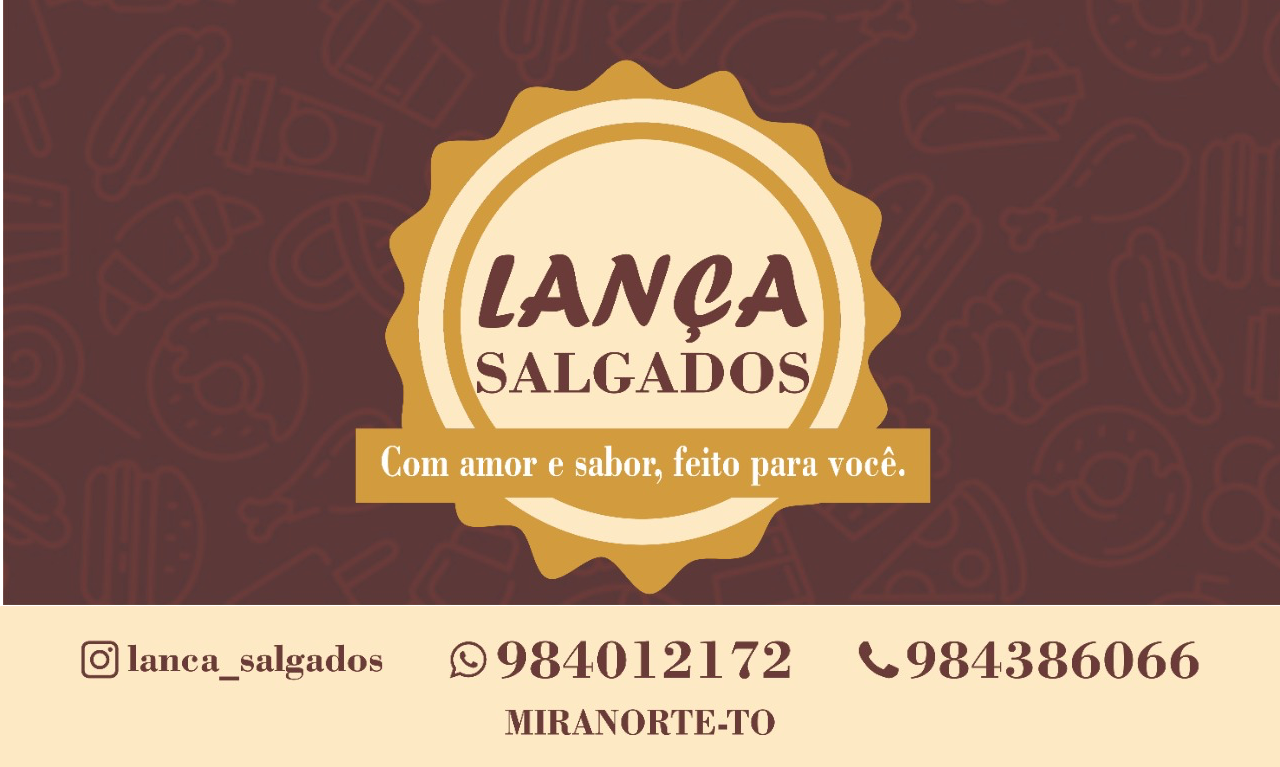 LANÇA
SALGADOS
Com amor e sabor, feito para você.
lanca_salgados
984012172
984386066
MIRANORTE-TO